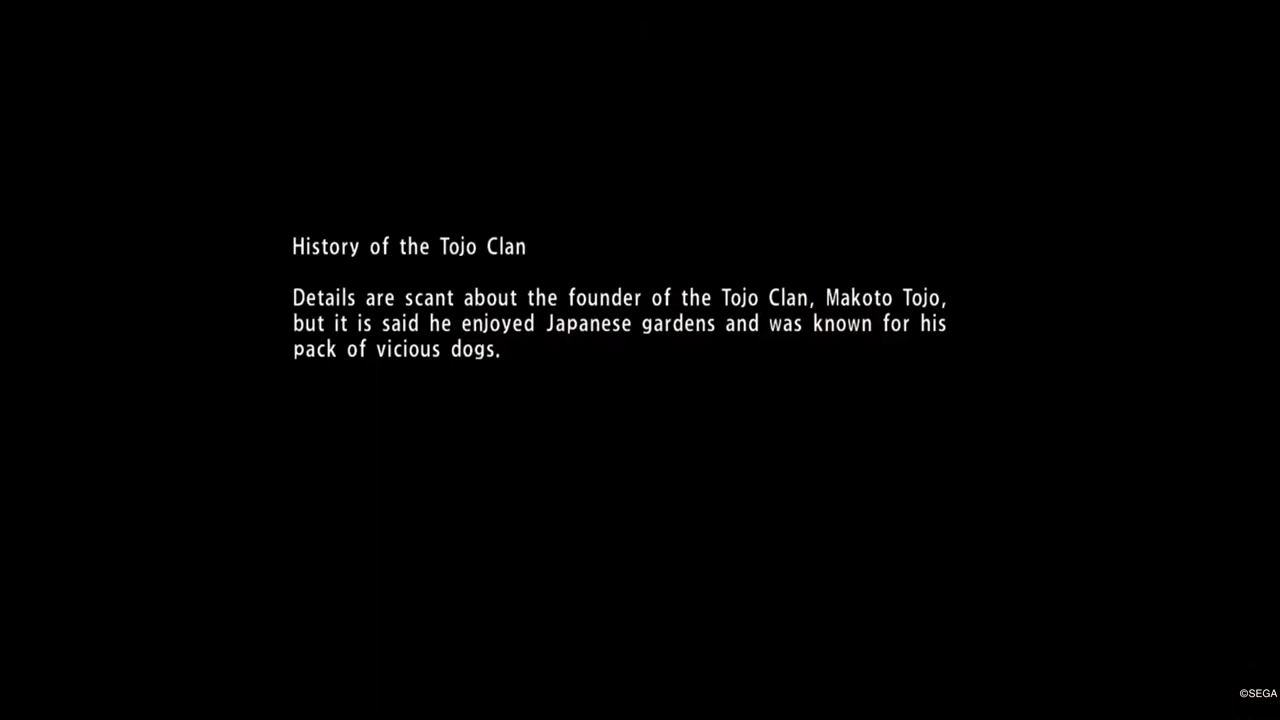 History of the Tojo Clan
Details are scant about the founder of the Tojo Clan, Makoto Tojo,
but it is said he enjoyed Japanese gardens and was known for his
pack of vicious dogs.
©SEGA